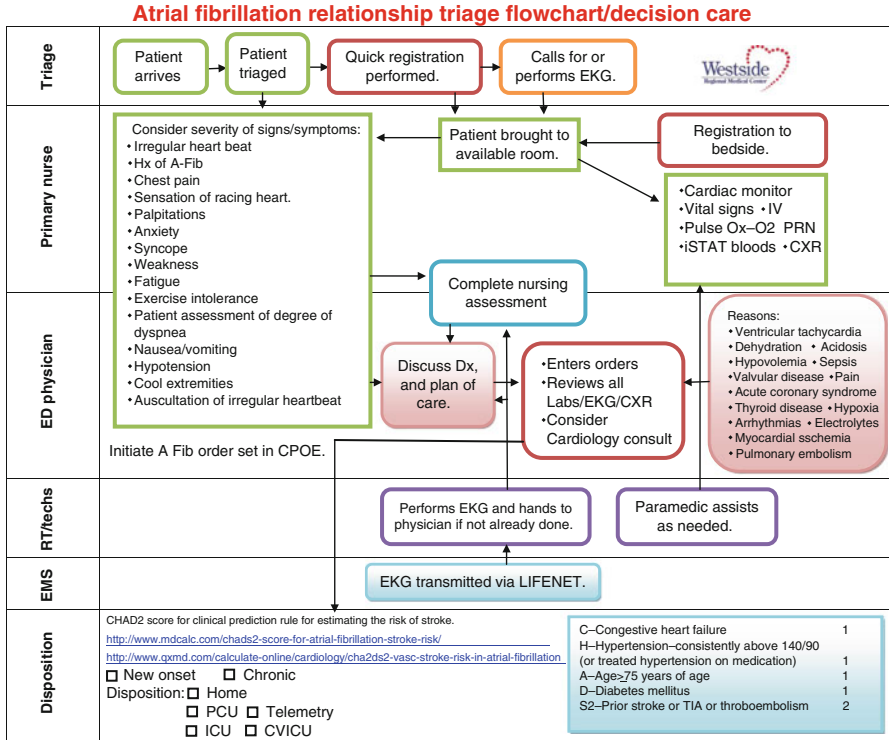 Atrial fibrillation relationship triage flowchart/decision care
Triage
Patient
arrives
Patient
triaged
Quick registration
performed.
Calls for or
performs EKG.
Westside
Regional Medical Center
Primary nurse
Consider severity of signs/symptoms:
Irregular heart beat
Hx of A-Fib
Chest pain
Sensation of racing heart.
Palpitations
Anxiety
Syncope
Weakness
Fatigue
Exercise intolerance
Patient assessment of degree of
dyspnea
Nausea/vomiting
Hypotension
Cool extremities
Auscultation of irregular heartbeat
Patient brought to
available room.
Registration to
bedside.
Cardiac monitor
Vital signs IV
Pulse Ox–O2 PRN
iSTAT bloods CXR
Complete nursing
assessment
ED physician
Discuss Dx,
and plan of
care.
Enters orders
Reviews all
Labs/EKG/CXR
Consider
Cardiology consult
Reasons:
Ventricular tachycardia
Dehydration Acidosis
Hypovolemia Sepsis
Valvular disease Pain
Acute coronary syndrome
Thyroid disease Hypoxia
Arrhythmias Electrolytes
Myocardial sschemia
Pulmonary embolism
Initiate A Fib order set in CPOE.
RT/techs
Performs EKG and hands to
physician if not already done.
Paramedic assists
as needed.
EMS
EKG transmitted via LIFENET.
Disposition
CHAD2 score for clinical prediction rule for estimating the risk of stroke.
http://www.mdcalc.com/chads2-score-for-atrial-fibrillation-stroke-risk/
http://www.qxmd.com/calculate-online/cardiology/cha2ds2-vasc-stroke-risk-in-atrial-fibrillation
New onset Chronic
Disposition: Home
PCU Telemetry
ICU CVICU
C–Congestive heart failure 1
H–Hypertension–consistently above 140/90
(or treated hypertension on medication) 1
A–Age≥75 years of age 1
D–Diabetes mellitus 1
S2–Prior stroke or TIA or throboembolism 2